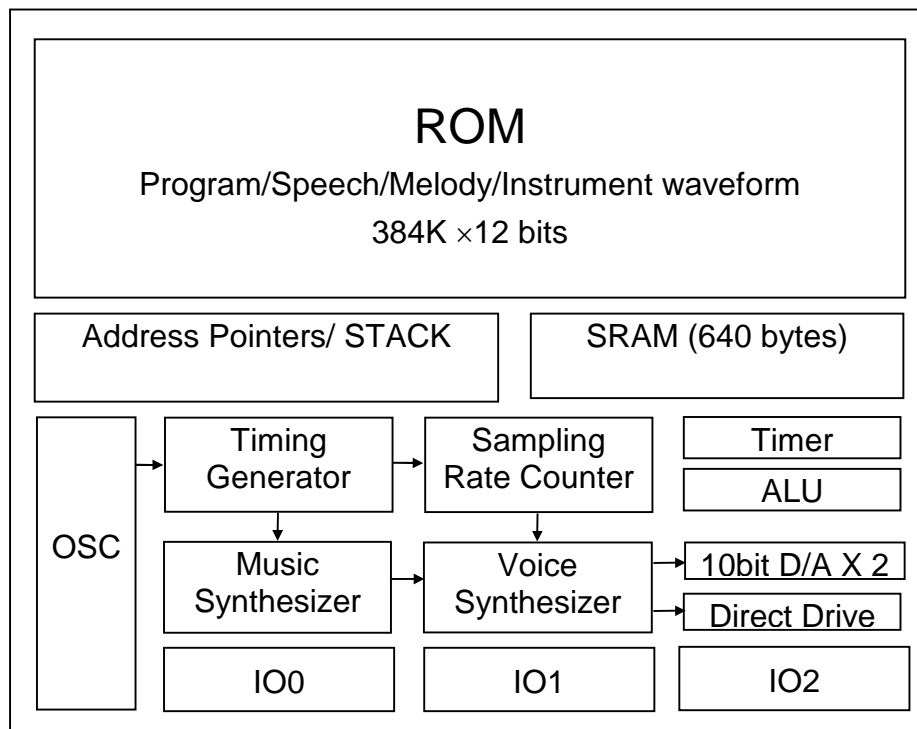 ROM
Program/Speech/Melody/Instrument waveform
384K ×12 bits
Address Pointers/ STACK
SRAM (640 bytes)
OSC
Timing
Generator
Sampling
Rate Counter
Timer
ALU
Music
Synthesizer
Voice
Synthesizer
10bit D/A X 2
Direct Drive
IO0
IO1
IO2